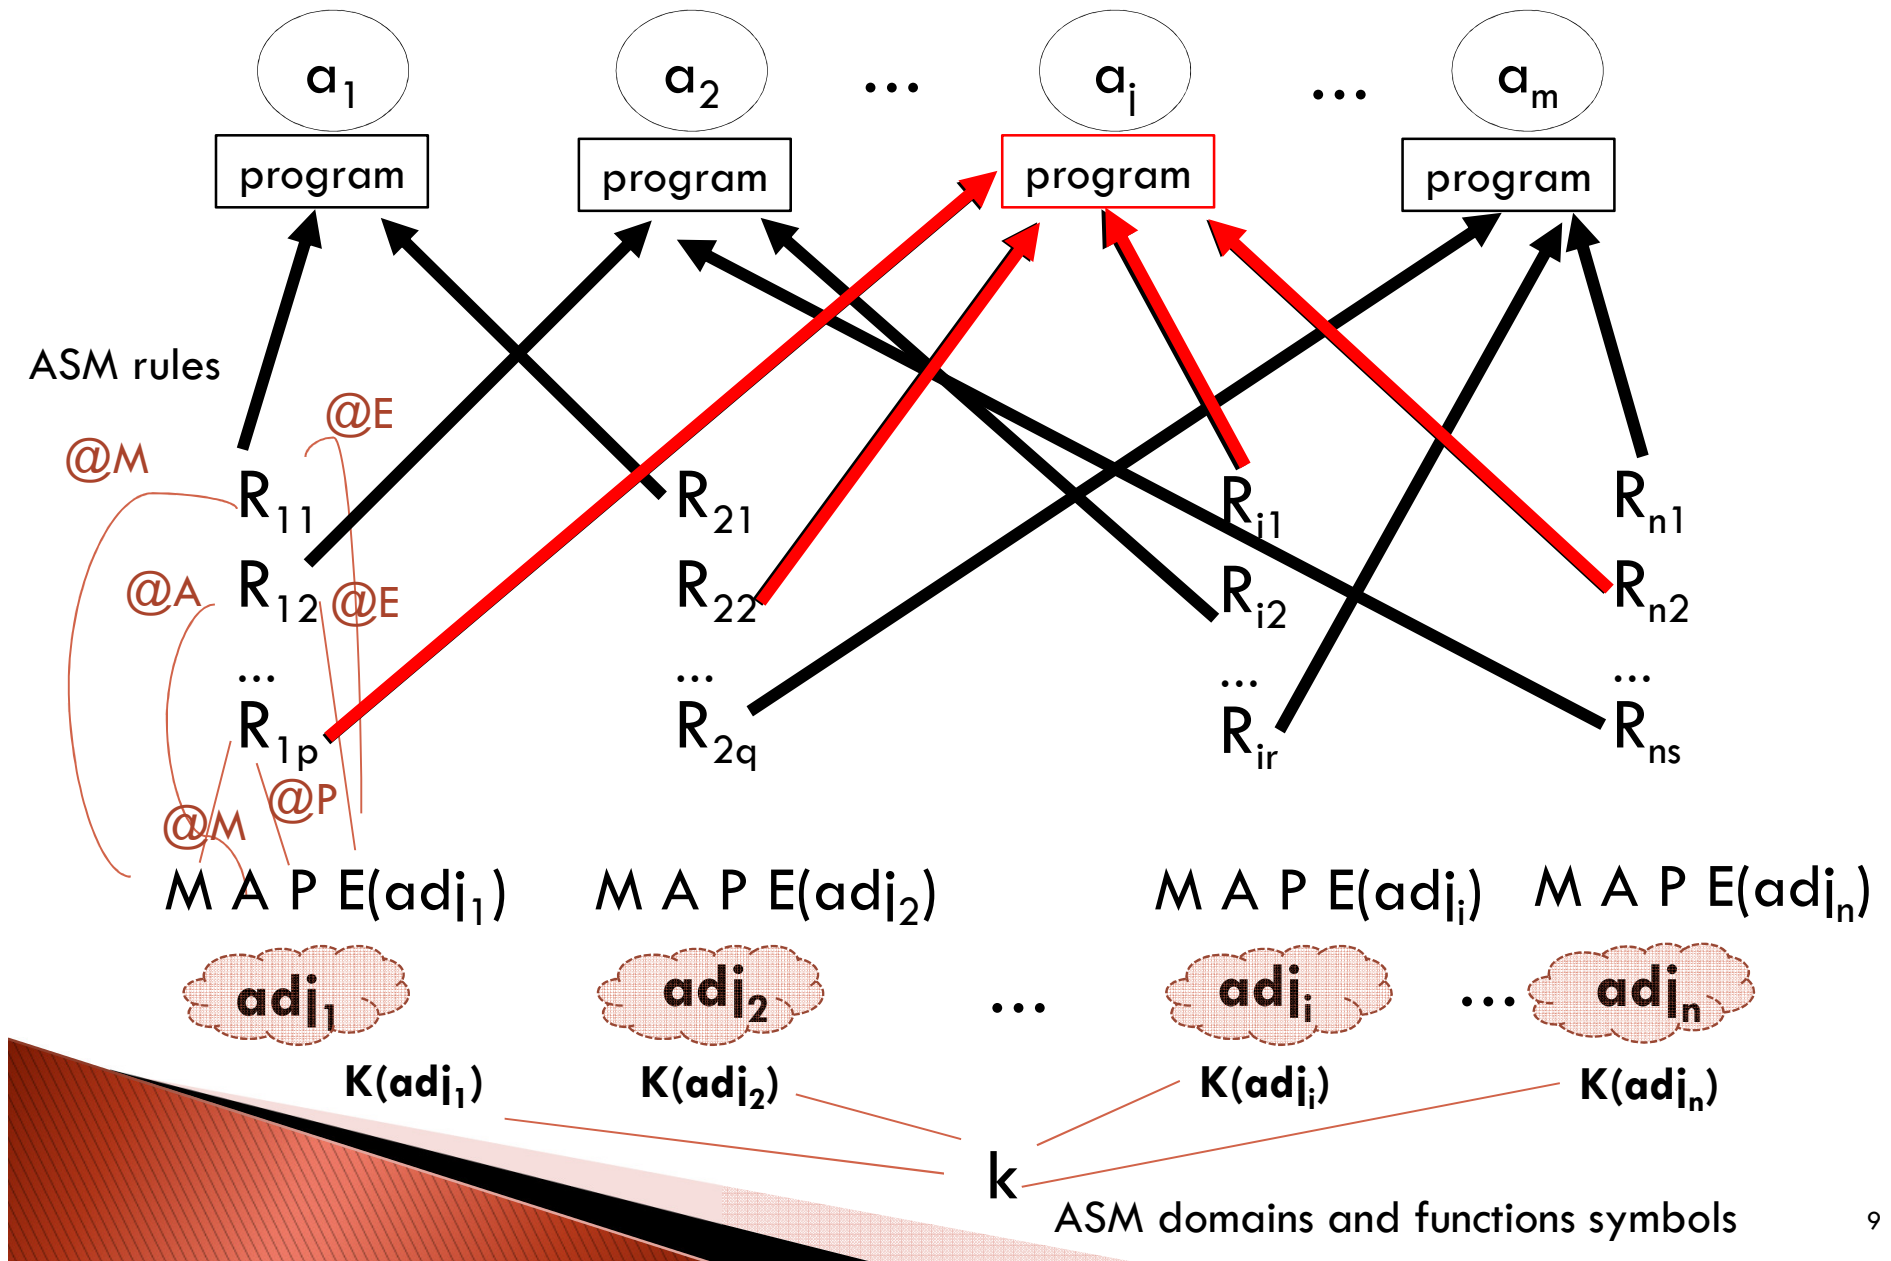 a₁ a₂ ... aⱼ ... aₘ
program program program program
ASM rules
@E
@M
R₁₁ R₂₁ Rᵢ₁ Rₙ₁
@A @E
R₁₂ R₂₂ Rᵢ₂ Rₙ₂
... ... ... ...
R₁ₚ R₂q Rᵢᵣ Rₙₛ
@P
@M
M A P E(adj₁) M A P E(adj₂) M A P E(adjᵢ) M A P E(adjₙ)
adj₁ adj₂ ... adjᵢ ... adjₙ
K(adj₁) K(adj₂) K(adjᵢ) K(adjₙ)
k
ASM domains and functions symbols 9